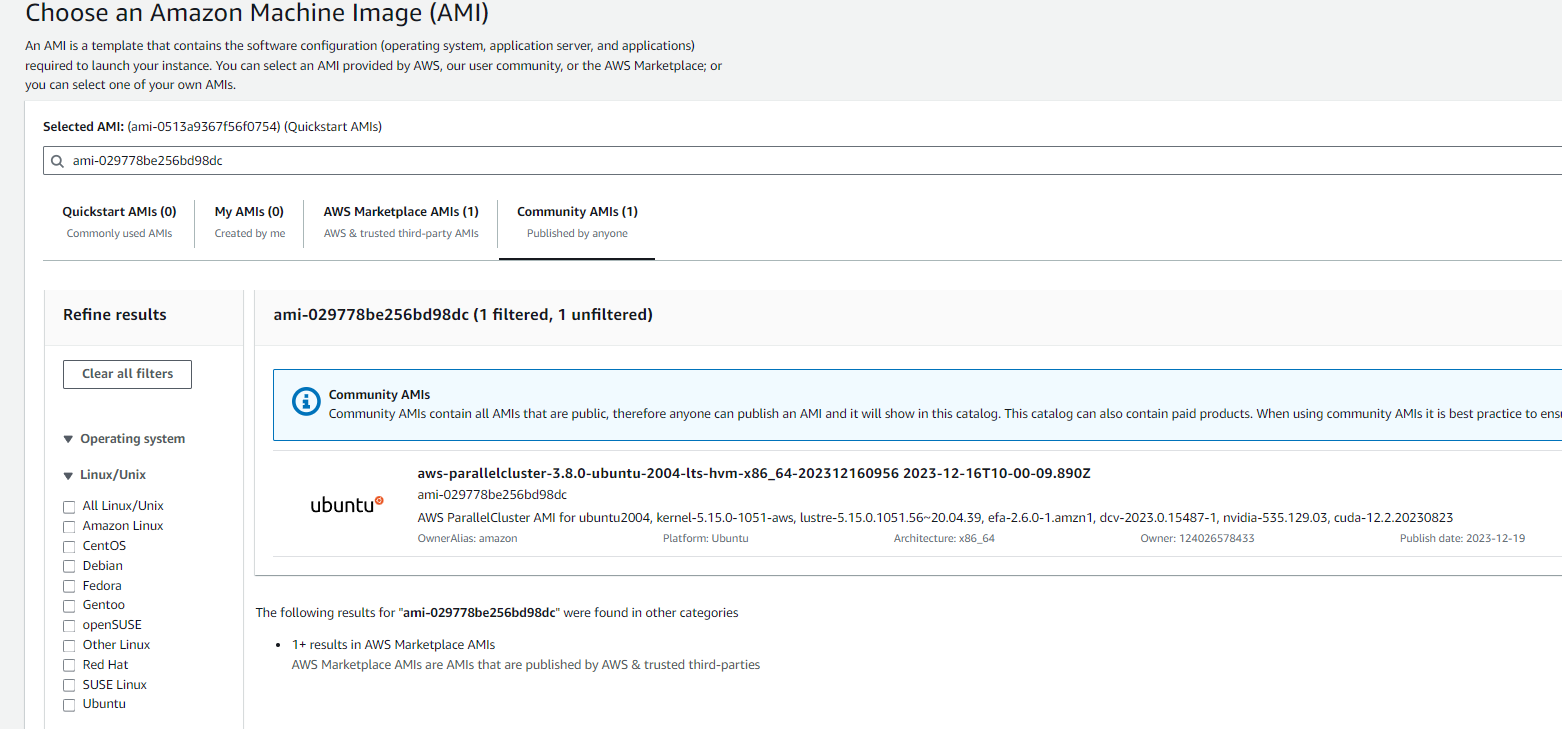 Choose an Amazon Machine Image (AMI)
An AMI is a template that contains the software configuration (operating system, application server, and applications)
required to launch your instance. You can select an AMI provided by AWS, our user community, or the AWS Marketplace; or
you can select one of your own AMIs.
Selected AMI: (ami-0513a9367f56f0754) (Quickstart AMIs)
ami-029778be256bd98dc
Quickstart AMIs (0)
Commonly used AMIs
My AMIs (0)
Created by me
AWS Marketplace AMIs (1)
AWS & trusted third-party AMIs
Community AMIs (1)
Published by anyone
Refine results
Clear all filters
Operating system
Linux/Unix
All Linux/Unix
Amazon Linux
CentOS
Debian
Fedora
Gentoo
openSUSE
Other Linux
Red Hat
SUSE Linux
Ubuntu
ami-029778be256bd98dc (1 filtered, 1 unfiltered)
Community AMIs
Community AMIs contain all AMIs that are public, therefore anyone can publish an AMI and it will show in this catalog. This catalog can also contain paid products. When using community AMIs it is best practice to ensu
ubuntu
aws-parallelcluster-3.8.0-ubuntu-2004-lts-hvm-x86_64-202312160956 2023-12-16T10-00-09.890Z
ami-029778be256bd98dc
AWS ParallelCluster AMI for ubuntu2004, kernel-5.15.0-1051-aws, lustre-5.15.0.1051.56~20.04.39, efa-2.6.0-1.amzn1, dcv-2023.0.15487-1, nvidia-535.129.03, cuda-12.2.20230823
OwnerAlias: amazon Platform: Ubuntu Architecture: x86_64 Owner: 124026578433 Publish date: 2023-12-19
The following results for "ami-029778be256bd98dc" were found in other categories
• 1+ results in AWS Marketplace AMIs
AWS Marketplace AMIs are AMIs that are published by AWS & trusted third-parties